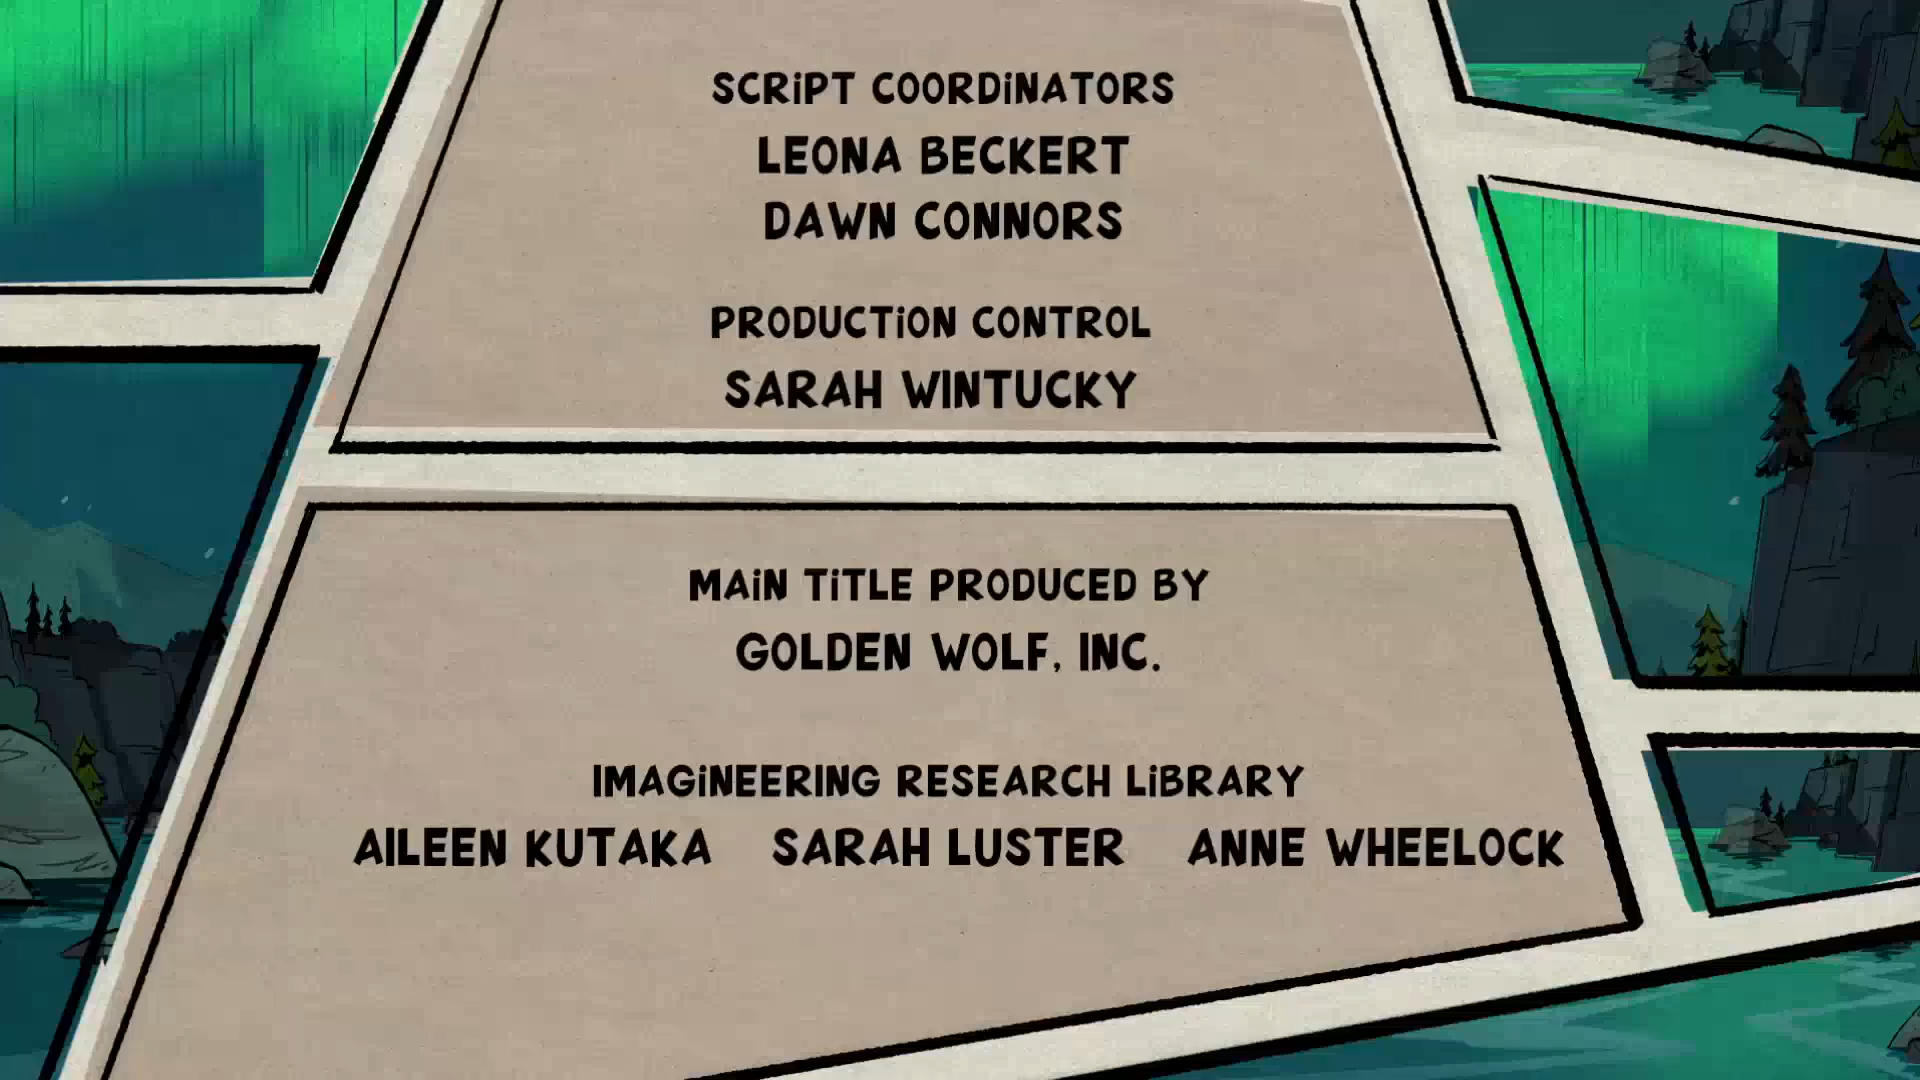 SCRiPT COORDiNATORS
LEONA BECKERT
DAWN CONNORS
PRODUCTiON CONTROL
SARAH WINTUCKY
MAiN TiTLE PRODUCED BY
GOLDEN WOLF, INC.
IMAGiNEERING RESEARCH LiBRARY
AILEEN KUTAKA SARAH LUSTER ANNE WHEELOCK